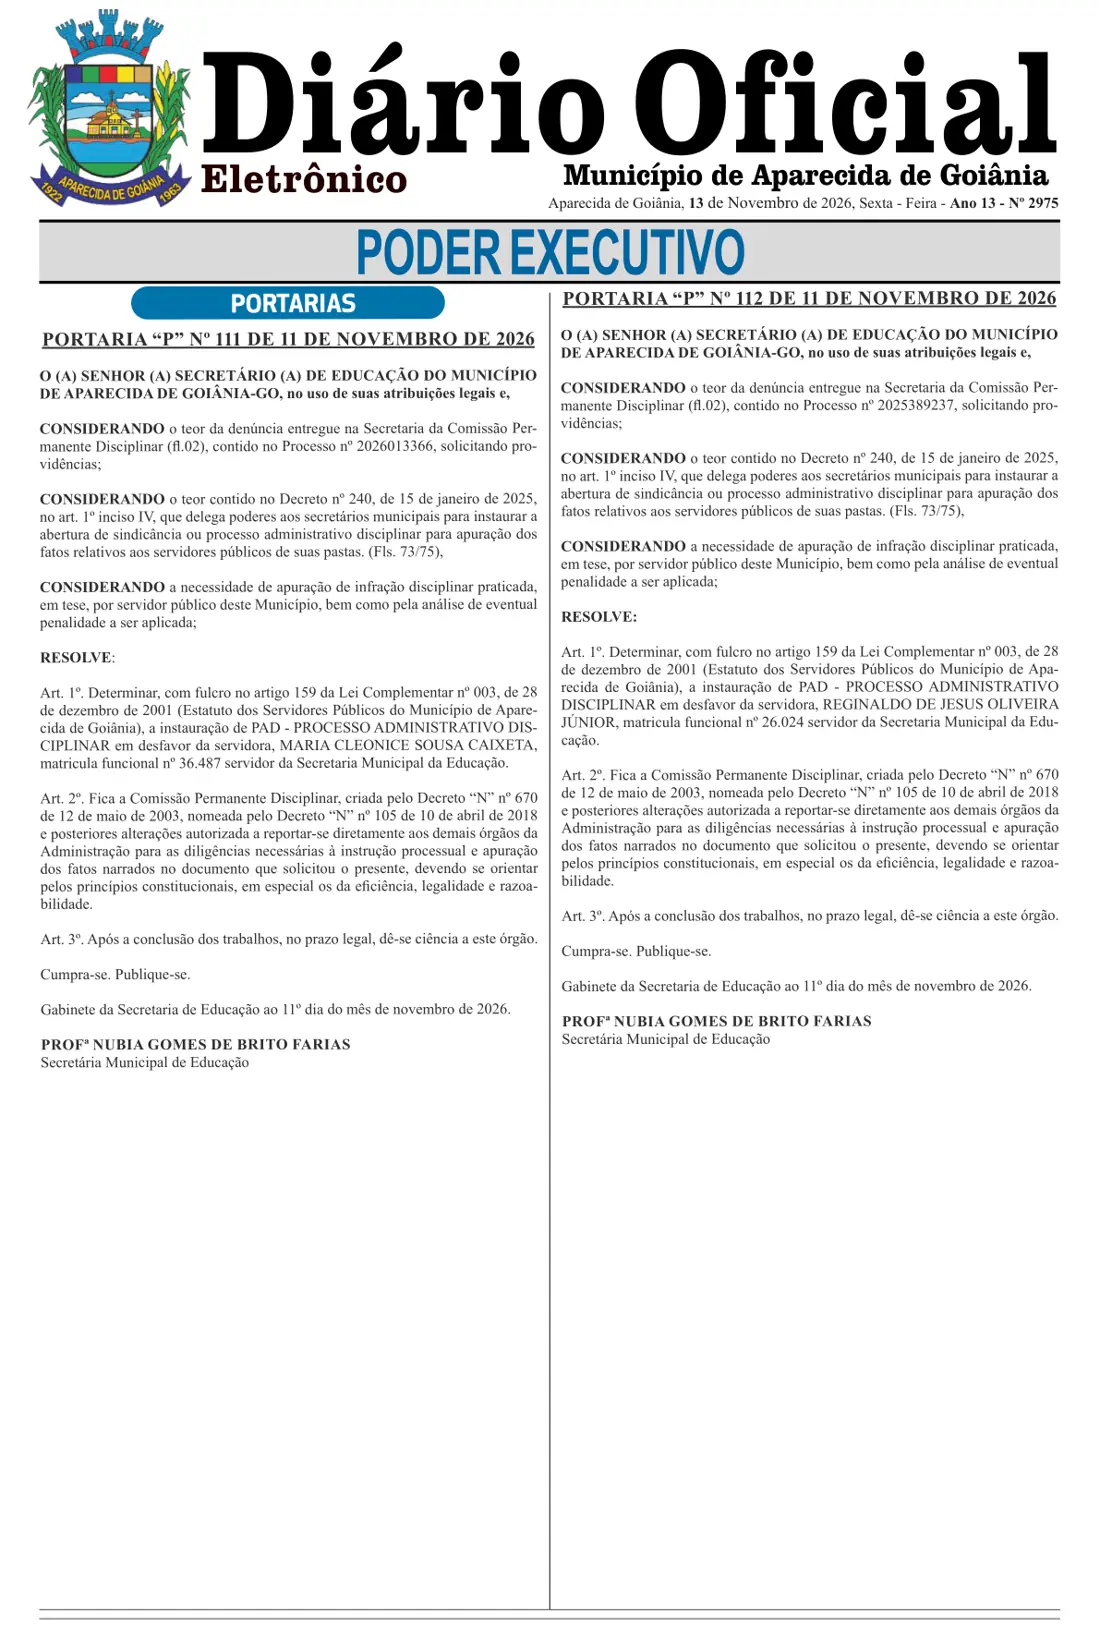 Diário Oficial
Eletrônico
Município de Aparecida de Goiânia
1922 APARECIDA DE GOIÂNIA 1963
Aparecida de Goiânia, 13 de Novembro de 2026, Sexta - Feira - Ano 13 - Nº 2975
PODER EXECUTIVO
PORTARIAS
PORTARIA “P” Nº 111 DE 11 DE NOVEMBRO DE 2026
O (A) SENHOR (A) SECRETÁRIO (A) DE EDUCAÇÃO DO MUNICÍPIO
DE APARECIDA DE GOIÂNIA-GO, no uso de suas atribuições legais e,
CONSIDERANDO o teor da denúncia entregue na Secretaria da Comissão Per-
manente Disciplinar (fl.02), contido no Processo nº 2026013366, solicitando pro-
vidências;
CONSIDERANDO o teor contido no Decreto nº 240, de 15 de janeiro de 2025,
no art. 1º inciso IV, que delega poderes aos secretários municipais para instaurar a
abertura de sindicância ou processo administrativo disciplinar para apuração dos
fatos relativos aos servidores públicos de suas pastas. (Fls. 73/75),
CONSIDERANDO a necessidade de apuração de infração disciplinar praticada,
em tese, por servidor público deste Município, bem como pela análise de eventual
penalidade a ser aplicada;
RESOLVE:
Art. 1º. Determinar, com fulcro no artigo 159 da Lei Complementar nº 003, de 28
de dezembro de 2001 (Estatuto dos Servidores Públicos do Município de Apare-
cida de Goiânia), a instauração de PAD - PROCESSO ADMINISTRATIVO DIS-
CIPLINAR em desfavor da servidora, MARIA CLEONICE SOUSA CAIXETA,
matricula funcional nº 36.487 servidor da Secretaria Municipal da Educação.
Art. 2º. Fica a Comissão Permanente Disciplinar, criada pelo Decreto “N” nº 670
de 12 de maio de 2003, nomeada pelo Decreto “N” nº 105 de 10 de abril de 2018
e posteriores alterações autorizada a reportar-se diretamente aos demais órgãos da
Administração para as diligências necessárias à instrução processual e apuração
dos fatos narrados no documento que solicitou o presente, devendo se orientar
pelos princípios constitucionais, em especial os da eficiência, legalidade e razoa-
bilidade.
Art. 3º. Após a conclusão dos trabalhos, no prazo legal, dê-se ciência a este órgão.
Cumpra-se. Publique-se.
Gabinete da Secretaria de Educação ao 11º dia do mês de novembro de 2026.
PROFª NUBIA GOMES DE BRITO FARIAS
Secretária Municipal de Educação
PORTARIA “P” Nº 112 DE 11 DE NOVEMBRO DE 2026
O (A) SENHOR (A) SECRETÁRIO (A) DE EDUCAÇÃO DO MUNICÍPIO
DE APARECIDA DE GOIÂNIA-GO, no uso de suas atribuições legais e,
CONSIDERANDO o teor da denúncia entregue na Secretaria da Comissão Per-
manente Disciplinar (fl.02), contido no Processo nº 2025389237, solicitando pro-
vidências;
CONSIDERANDO o teor contido no Decreto nº 240, de 15 de janeiro de 2025,
no art. 1º inciso IV, que delega poderes aos secretários municipais para instaurar a
abertura de sindicância ou processo administrativo disciplinar para apuração dos
fatos relativos aos servidores públicos de suas pastas. (Fls. 73/75),
CONSIDERANDO a necessidade de apuração de infração disciplinar praticada,
em tese, por servidor público deste Município, bem como pela análise de eventual
penalidade a ser aplicada;
RESOLVE:
Art. 1º. Determinar, com fulcro no artigo 159 da Lei Complementar nº 003, de 28
de dezembro de 2001 (Estatuto dos Servidores Públicos do Município de Apa-
recida de Goiânia), a instauração de PAD - PROCESSO ADMINISTRATIVO
DISCIPLINAR em desfavor da servidora, REGINALDO DE JESUS OLIVEIRA
JÚNIOR, matricula funcional nº 26.024 servidor da Secretaria Municipal da Edu-
cação.
Art. 2º. Fica a Comissão Permanente Disciplinar, criada pelo Decreto “N” nº 670
de 12 de maio de 2003, nomeada pelo Decreto “N” nº 105 de 10 de abril de 2018
e posteriores alterações autorizada a reportar-se diretamente aos demais órgãos da
Administração para as diligências necessárias à instrução processual e apuração
dos fatos narrados no documento que solicitou o presente, devendo se orientar
pelos princípios constitucionais, em especial os da eficiência, legalidade e razoa-
bilidade.
Art. 3º. Após a conclusão dos trabalhos, no prazo legal, dê-se ciência a este órgão.
Cumpra-se. Publique-se.
Gabinete da Secretaria de Educação ao 11º dia do mês de novembro de 2026.
PROFª NUBIA GOMES DE BRITO FARIAS
Secretária Municipal de Educação